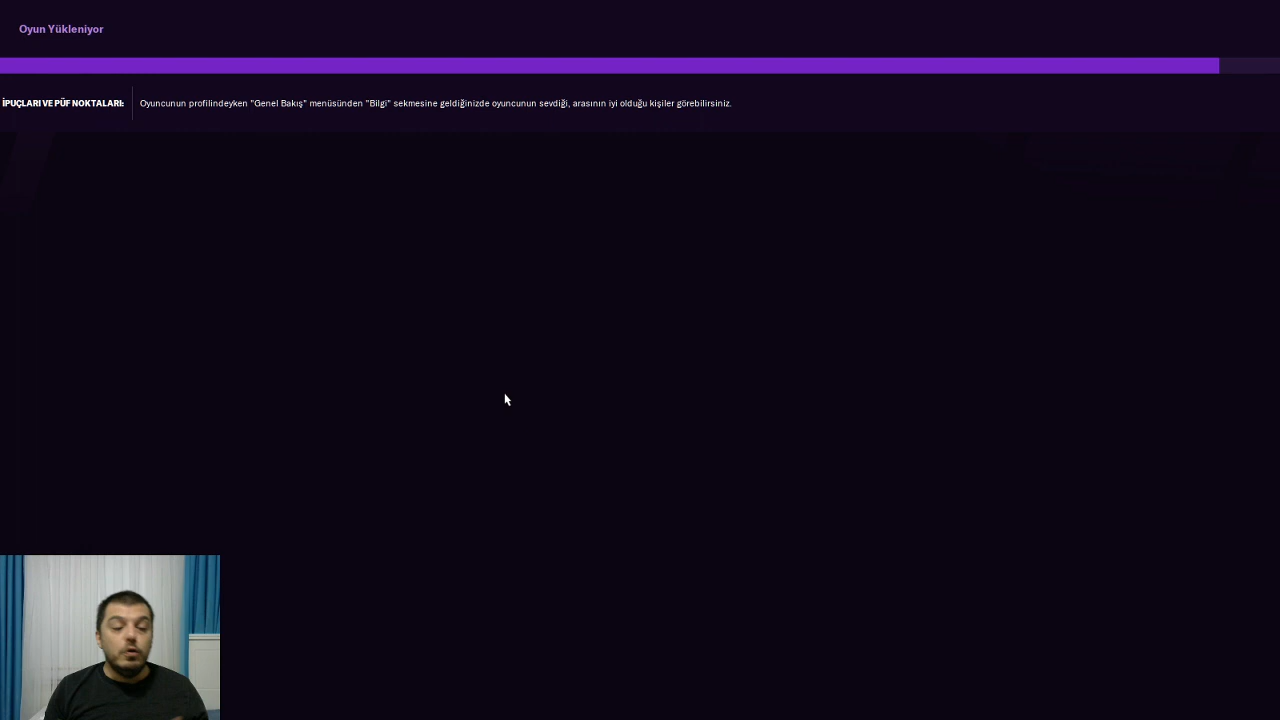 Oyun Yükleniyor
İPUÇLARI VE PÜF NOKTALARI: Oyuncunun profilindeyken "Genel Bakış" menüsünden "Bilgi" sekmesine geldiğinizde oyuncunun sevdiği, arasının iyi olduğu kişiler görebilirsiniz.